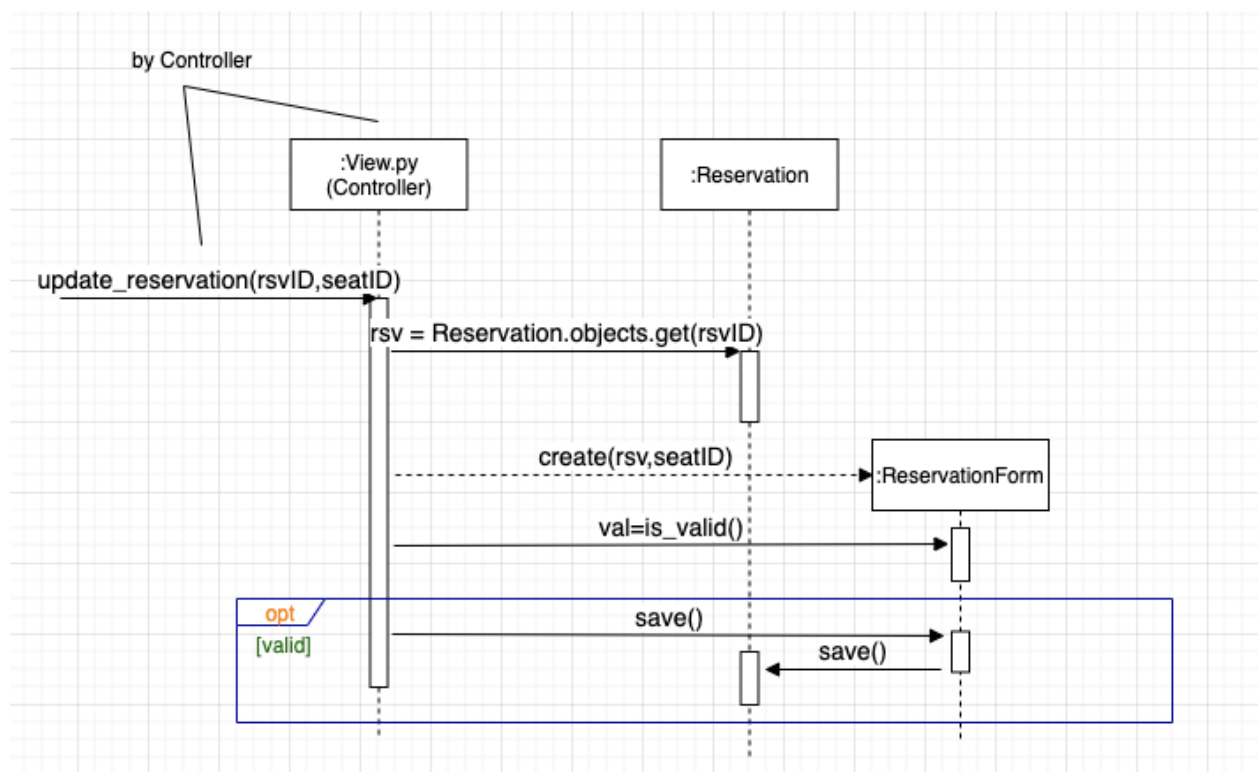 by Controller
:View.py
(Controller)
:Reservation
update_reservation(rsvID,seatID)
rsv = Reservation.objects.get(rsvID)
create(rsv,seatID)
:ReservationForm
val=is_valid()
opt
[valid]
save()
save()